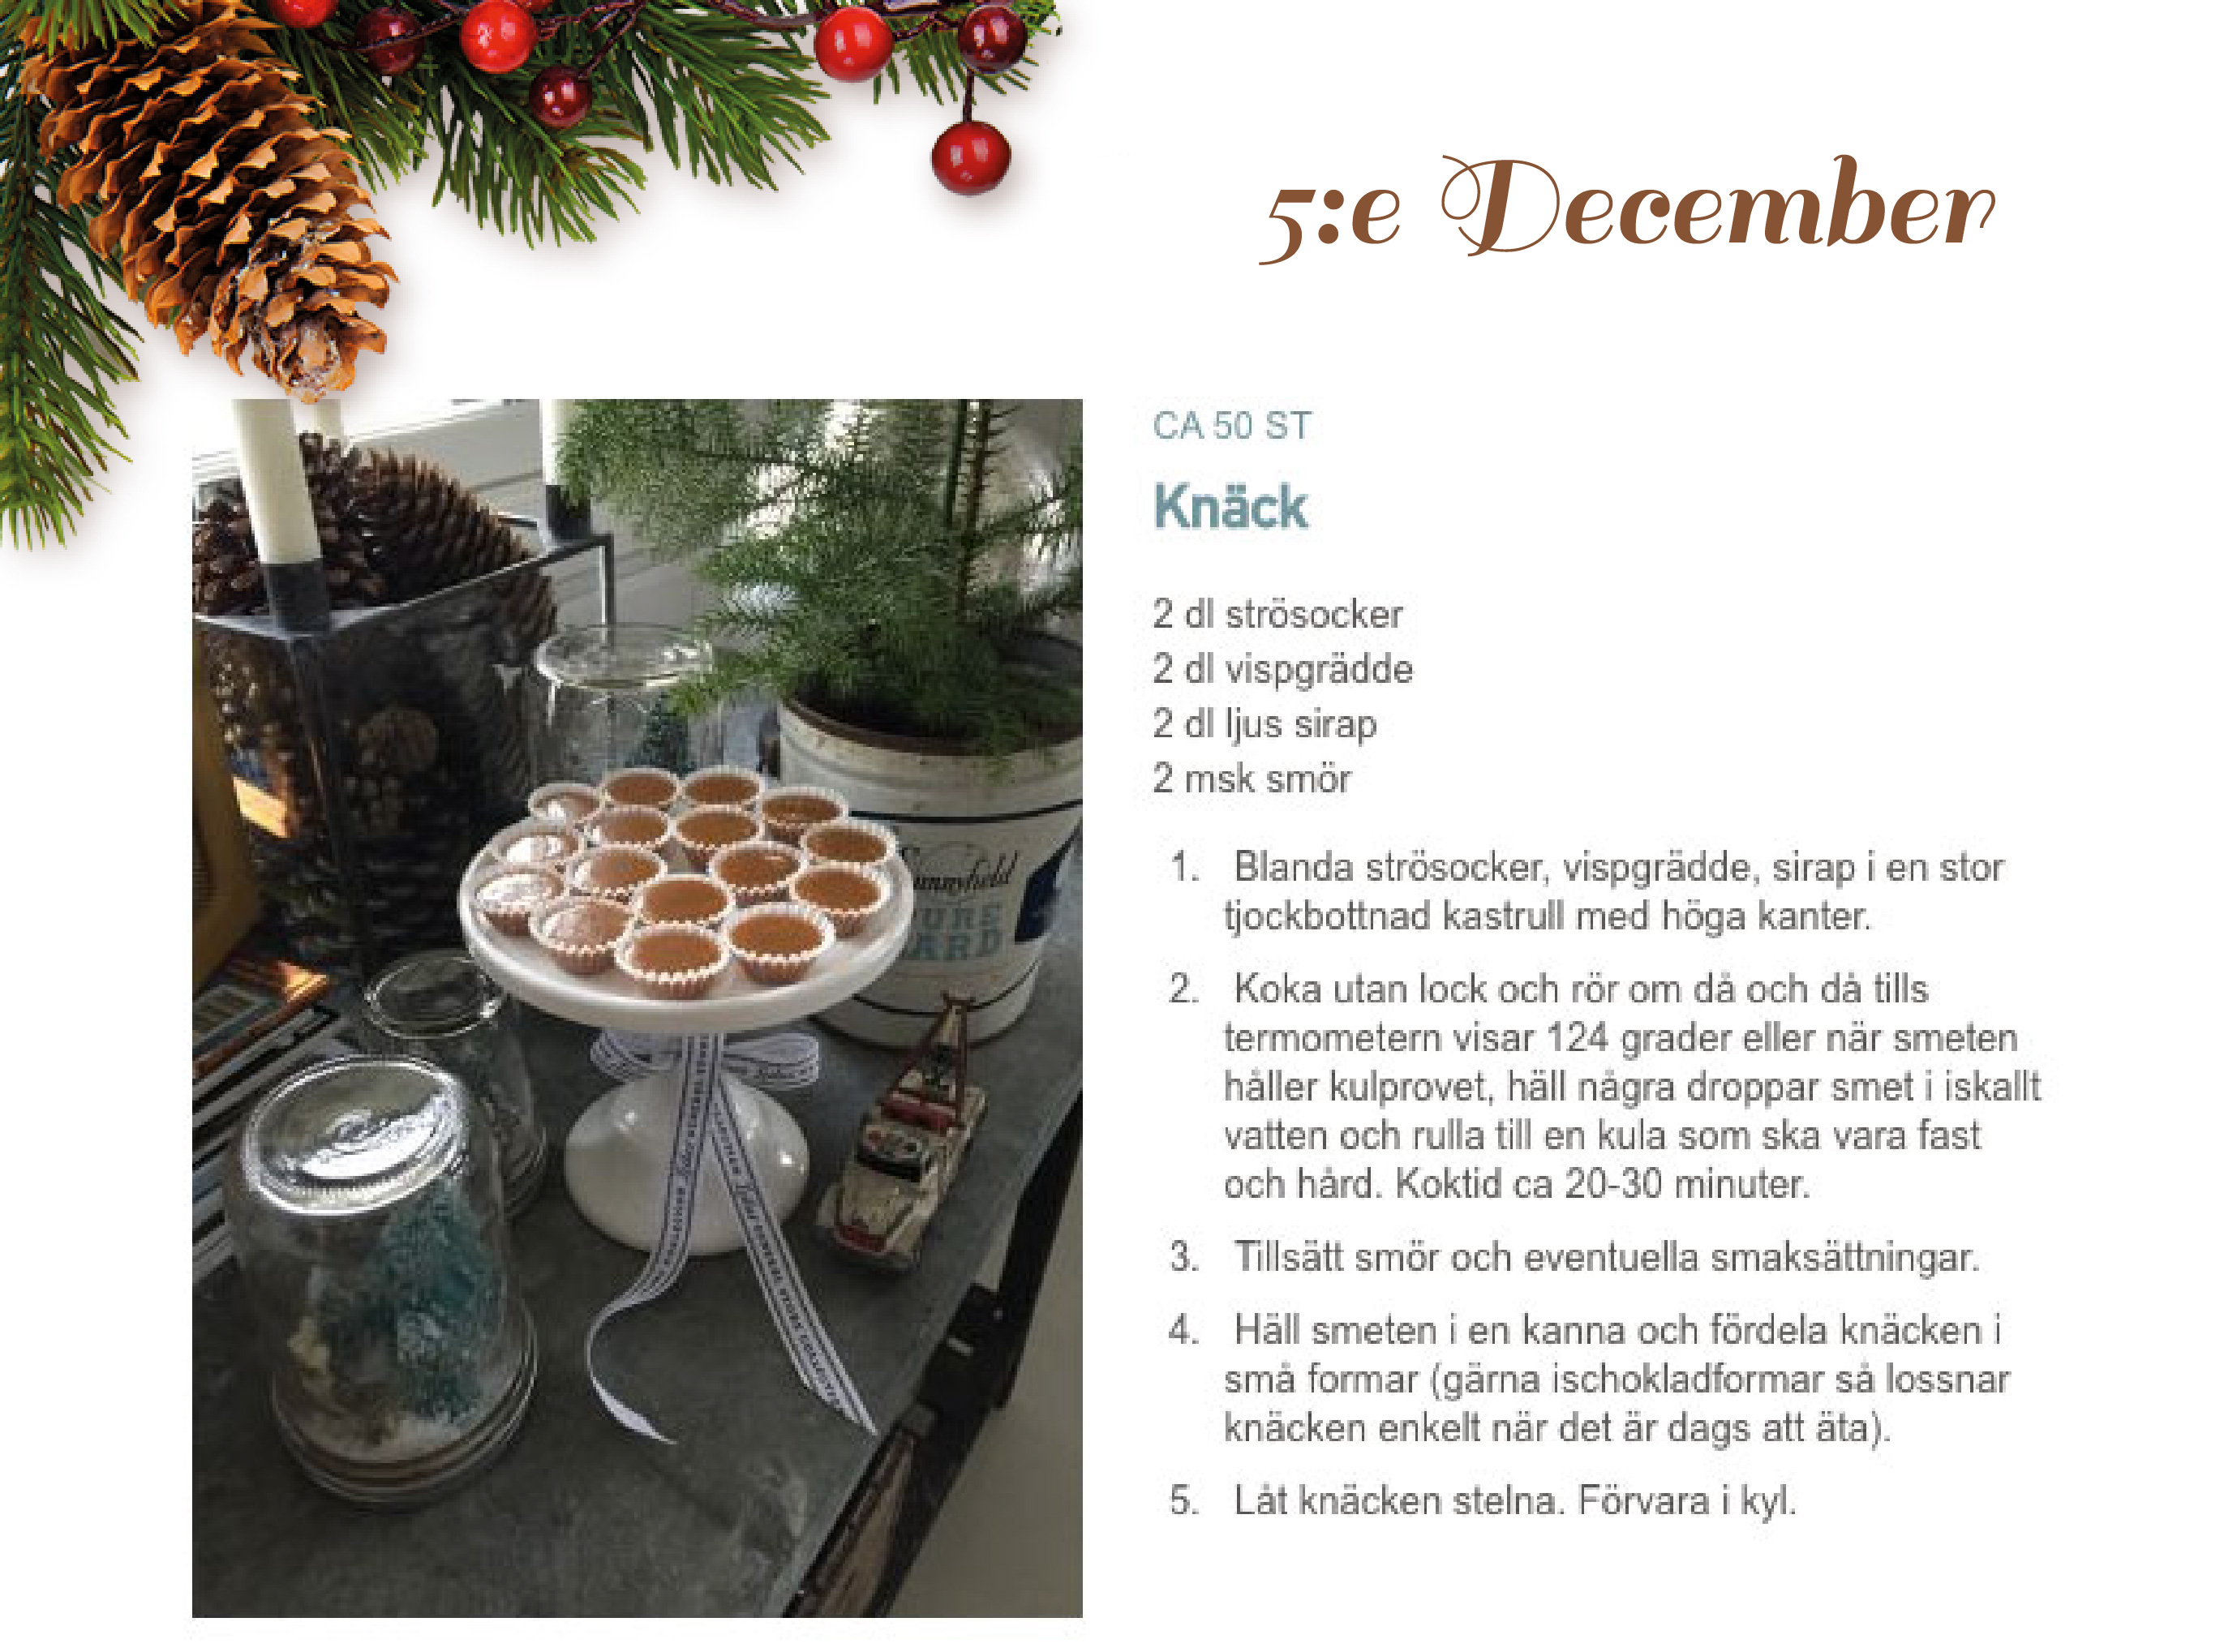 5:e December
CA 50 ST
Knäck
2 dl strösocker
2 dl vispgrädde
2 dl ljus sirap
2 msk smör
1. Blanda strösocker, vispgrädde, sirap i en stor
tjockbottnad kastrull med höga kanter.
2. Koka utan lock och rör om då och då tills
termometern visar 124 grader eller när smeten
håller kulprovet, häll några droppar smet i iskallt
vatten och rulla till en kula som ska vara fast
och hård. Koktid ca 20-30 minuter.
3. Tillsätt smör och eventuella smaksättningar.
4. Häll smeten i en kanna och fördela knäcken i
små formar (gärna ischokladformar så lossnar
knäcken enkelt när det är dags att äta).
5. Låt knäcken stelna. Förvara i kyl.